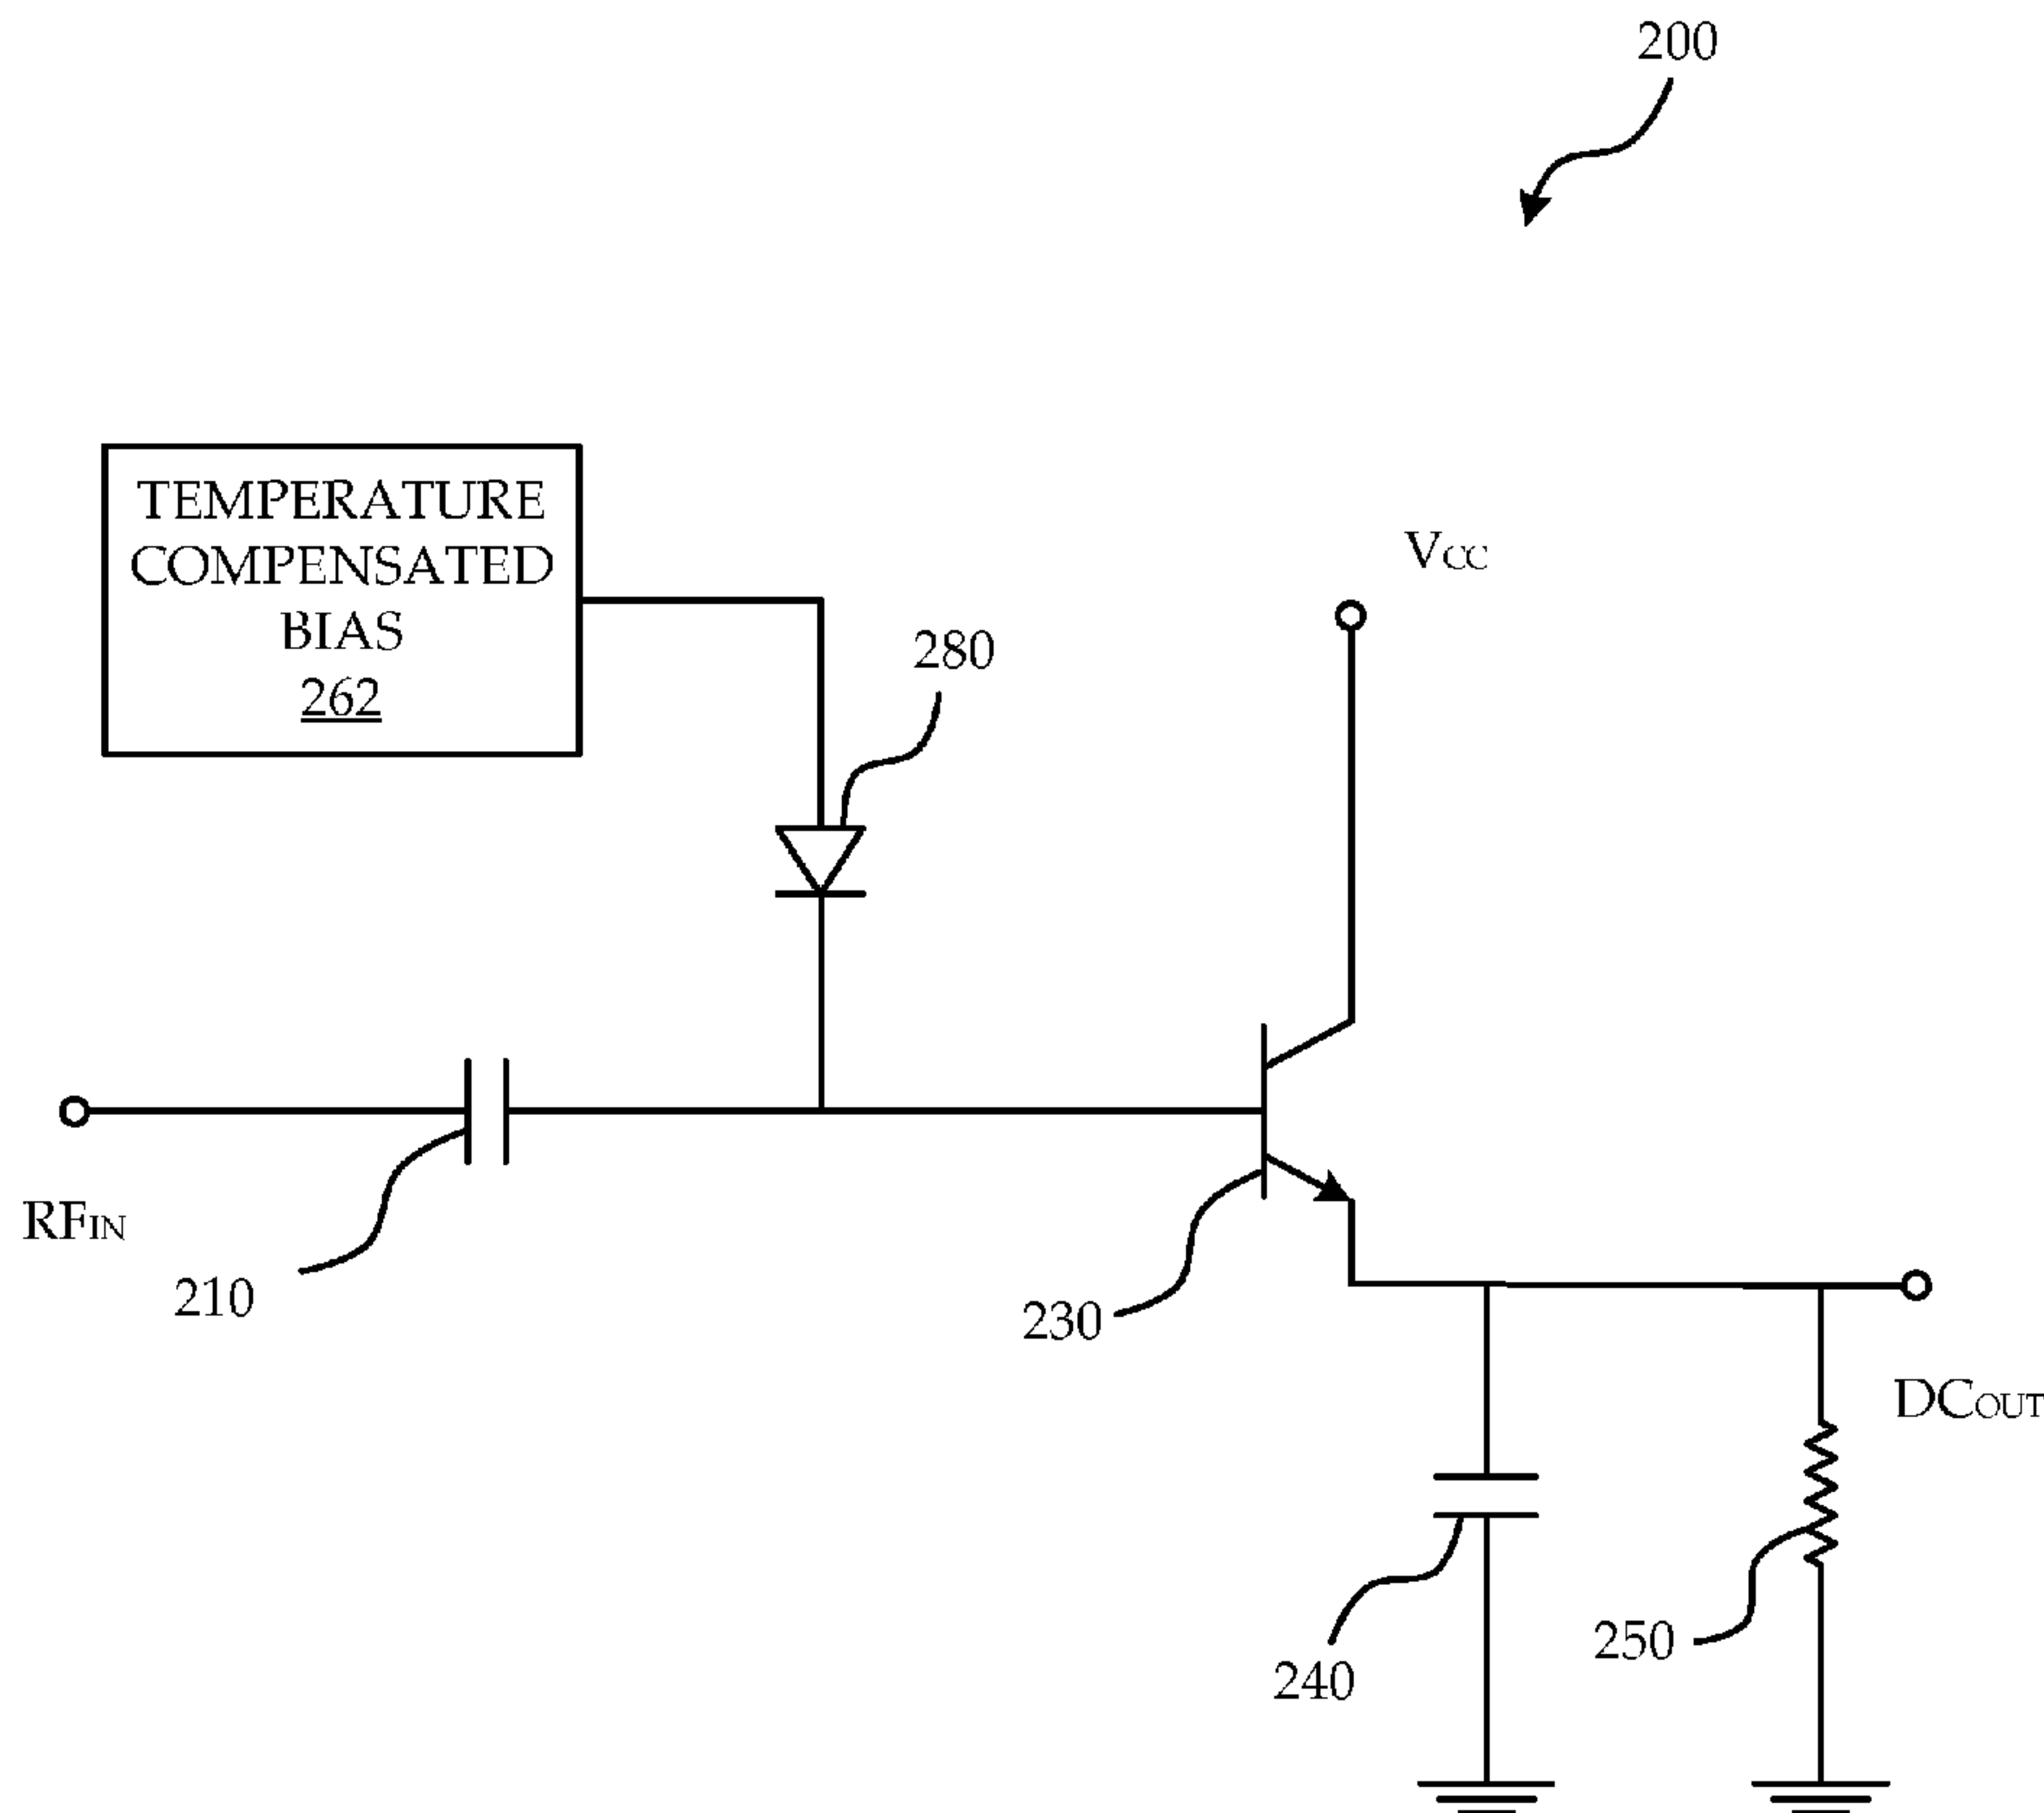 200
TEMPERATURE
COMPENSATED
BIAS
262
VCC
280
RFIN
210
230
DCOUT
240
250